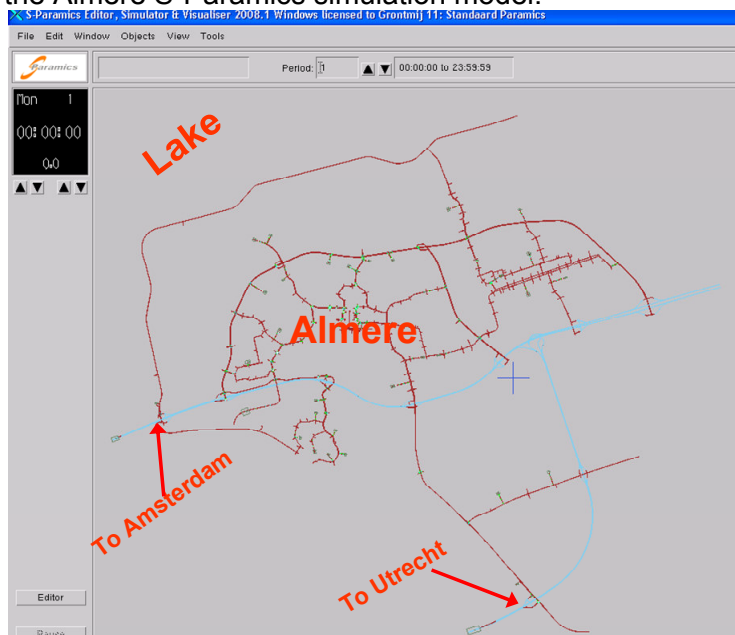 the Almere S-Paramics simulation model.
S-Paramics Editor, Simulator & Visualiser 2008.1 Windows licensed to Grontmij 11: Standaard Paramics
File Edit Window Objects View Tools
Paramics
Period: 1 00:00:00 to 23:59:59
Mon 1
00:00:00
0.0
Lake
Almere
To Amsterdam
To Utrecht
Editor
Pause